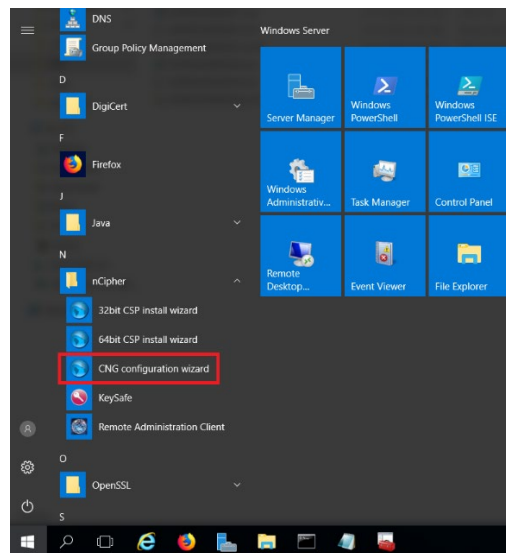 DNS
Group Policy Management
D
DigiCert
F
Firefox
J
Java
N
nCipher
32bit CSP install wizard
64bit CSP install wizard
CNG configuration wizard
KeySafe
Remote Administration Client
O
OpenSSL
S
Windows Server
Server Manager
Windows
PowerShell
Windows
PowerShell ISE
Windows
Administrativ...
Task Manager
Control Panel
Remote
Desktop...
Event Viewer
File Explorer